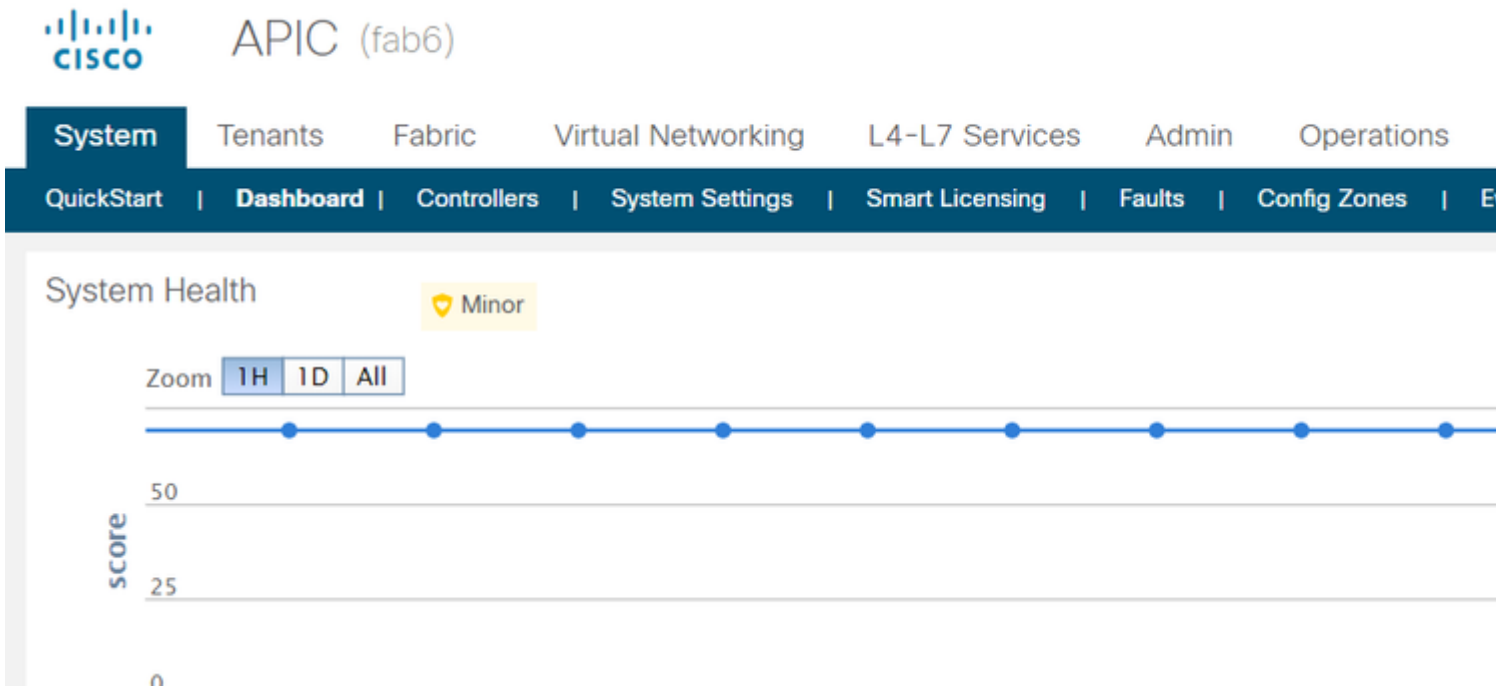 CISCO APIC (fab6)
System Tenants Fabric Virtual Networking L4-L7 Services Admin Operations
QuickStart | Dashboard | Controllers | System Settings | Smart Licensing | Faults | Config Zones |
System Health
Minor
Zoom 1H 1D All
50
score
25
0